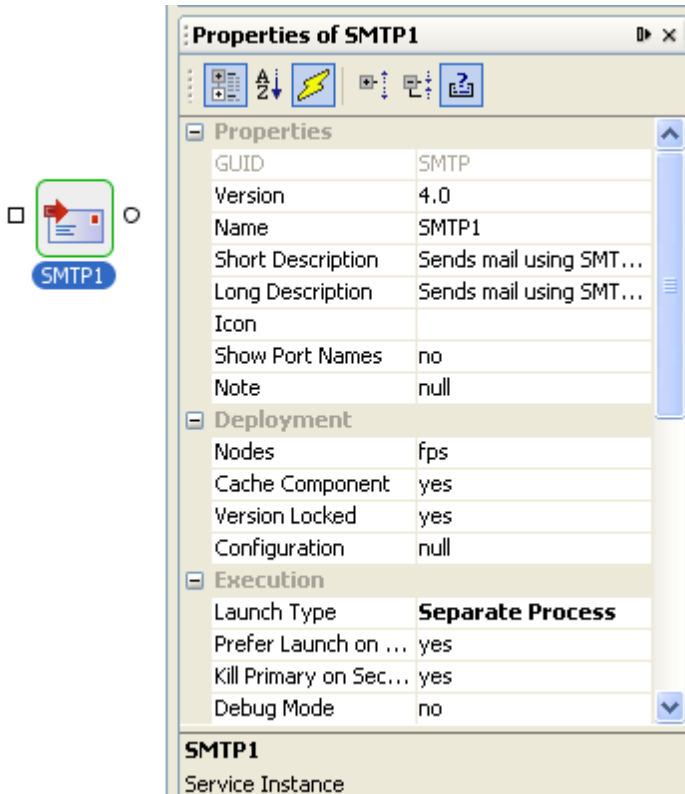 Properties of SMTP1
Properties
GUID SMTP
Version 4.0
Name SMTP1
Short Description Sends mail using SMT...
Long Description Sends mail using SMT...
Icon
Show Port Names no
Note null
Deployment
Nodes fps
Cache Component yes
Version Locked yes
Configuration null
Execution
Launch Type Separate Process
Prefer Launch on ... yes
Kill Primary on Sec... yes
Debug Mode no
SMTP1
Service Instance
SMTP1